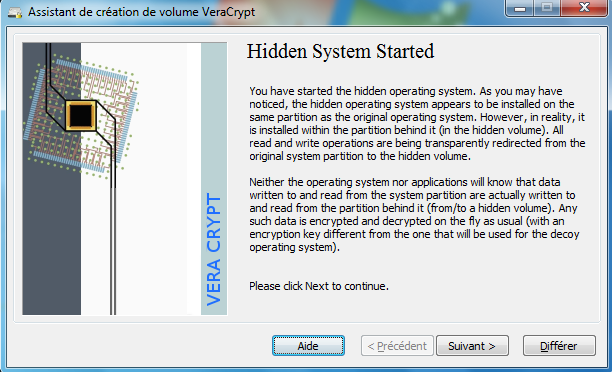 Assistant de création de volume VeraCrypt
Hidden System Started
You have started the hidden operating system. As you may have
noticed, the hidden operating system appears to be installed on the
same partition as the original operating system. However, in reality, it
is installed within the partition behind it (in the hidden volume). All
read and write operations are being transparently redirected from the
original system partition to the hidden volume.
Neither the operating system nor applications will know that data
written to and read from the system partition are actually written to
and read from the partition behind it (from/to a hidden volume). Any
such data is encrypted and decrypted on the fly as usual (with an
encryption key different from the one that will be used for the decoy
operating system).
Please click Next to continue.
VERA CRYPT
Aide
< Précédent
Suivant >
Différer